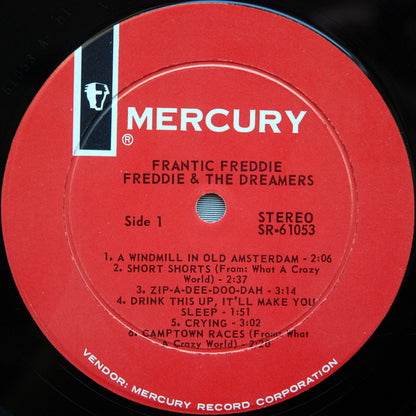 MERCURY
®
FRANTIC FREDDIE
FREDDIE & THE DREAMERS
Side 1
STEREO
SR-61053
1. A WINDMILL IN OLD AMSTERDAM - 2:06
2. SHORT SHORTS (From: What A Crazy
World) - 2:37
3. ZIP-A-DEE-DOO-DAH - 3:14
4. DRINK THIS UP, IT'LL MAKE YOU
SLEEP - 1:51
5. CRYING - 3:02
6. CAMPTOWN RACES (From: What
A Crazy World) - 2:20
VENDOR: MERCURY RECORD CORPORATION